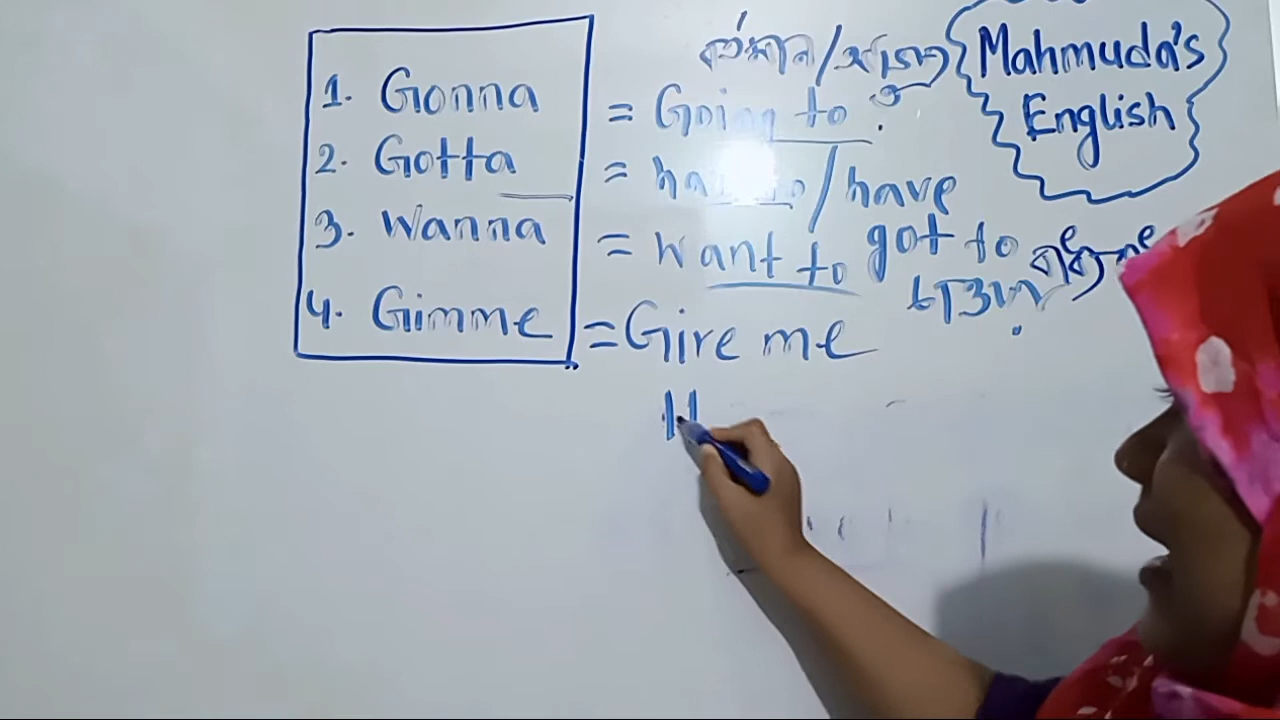 Mahmuda's
English
1. Gonna = Going to
2. Gotta = / have
got to
3. Wanna = want to
4. Gimme = Give me